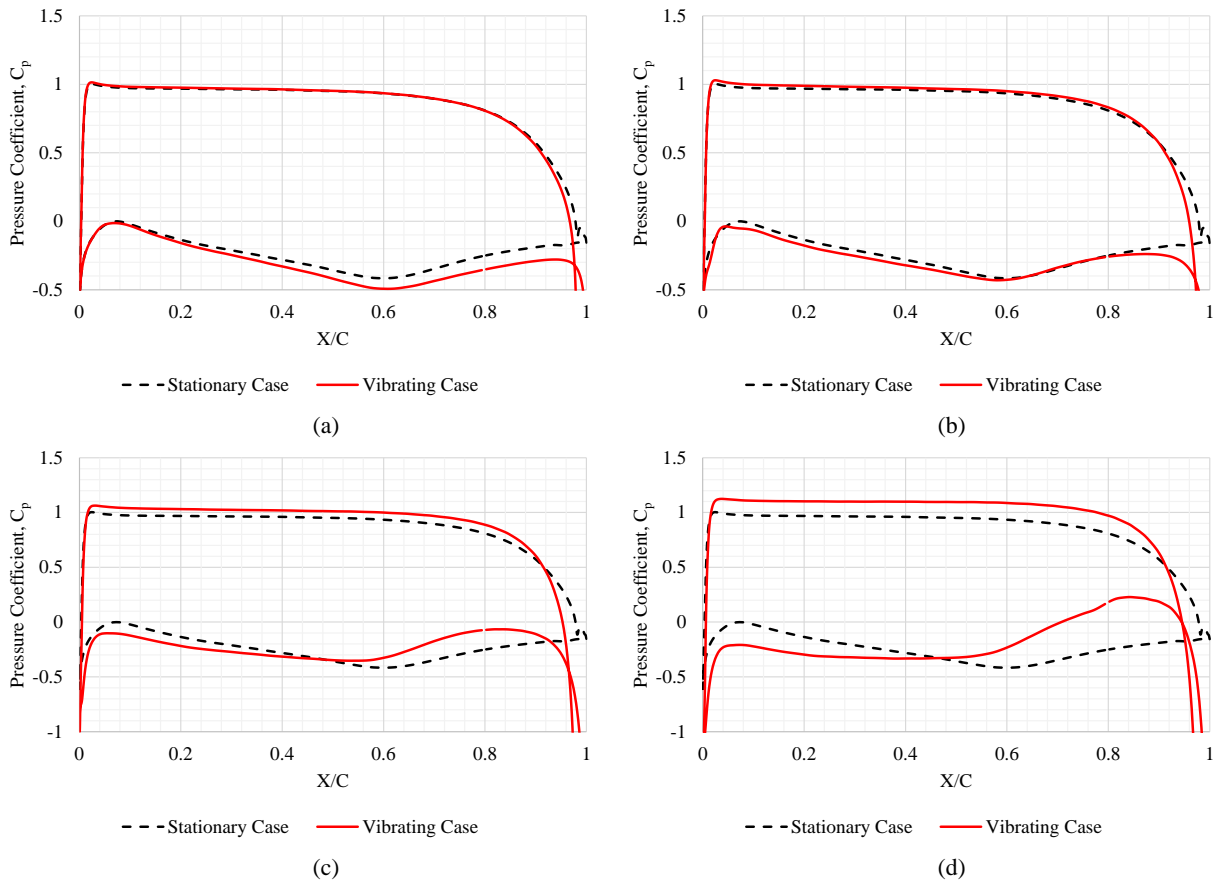 1.5
1
0.5
0
-0.5
Pressure Coefficient, Cp
0 0.2 0.4 0.6 0.8 1
X/C
Stationary Case Vibrating Case
(a)
1.5
1
0.5
0
-0.5
Pressure Coefficient, Cp
0 0.2 0.4 0.6 0.8 1
X/C
Stationary Case Vibrating Case
(b)
1.5
1
0.5
0
-0.5
-1
Pressure Coefficient, Cp
0 0.2 0.4 0.6 0.8 1
X/C
Stationary Case Vibrating Case
(c)
1.5
1
0.5
0
-0.5
-1
Pressure Coefficient, Cp
0 0.2 0.4 0.6 0.8 1
X/C
Stationary Case Vibrating Case
(d)